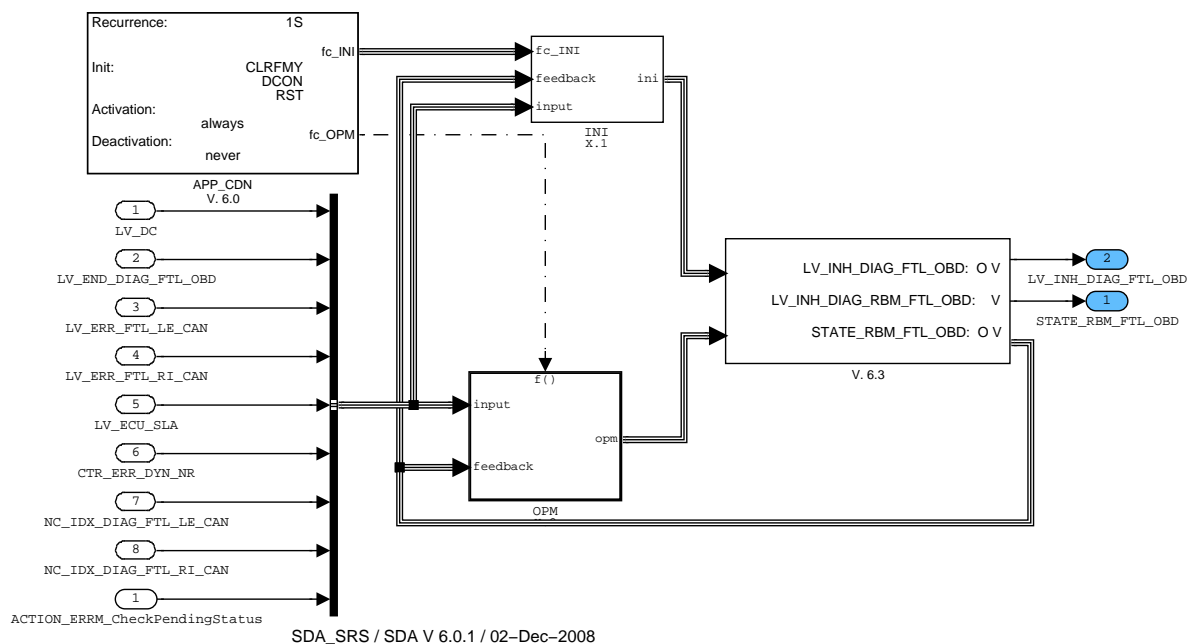 Recurrence: 1S
fc_INI
Init: CLRFMY
DCON
RST
Activation:
always
fc_OPM
Deactivation:
never
APP_CDN
V. 6.0
fc_INI
feedback ini
input
INI
X.1
1
LV_DC
2
LV_END_DIAG_FTL_OBD
3
LV_ERR_FTL_LE_CAN
4
LV_ERR_FTL_RI_CAN
5
LV_ECU_SLA
6
CTR_ERR_DYN_NR
7
NC_IDX_DIAG_FTL_LE_CAN
8
NC_IDX_DIAG_FTL_RI_CAN
1
ACTION_ERRM_CheckPendingStatus
f()
input
opm
feedback
OPM
LV_INH_DIAG_FTL_OBD: O V
LV_INH_DIAG_RBM_FTL_OBD: V
STATE_RBM_FTL_OBD: O V
V. 6.3
2
LV_INH_DIAG_FTL_OBD
1
STATE_RBM_FTL_OBD
SDA_SRS / SDA V 6.0.1 / 02−Dec−2008